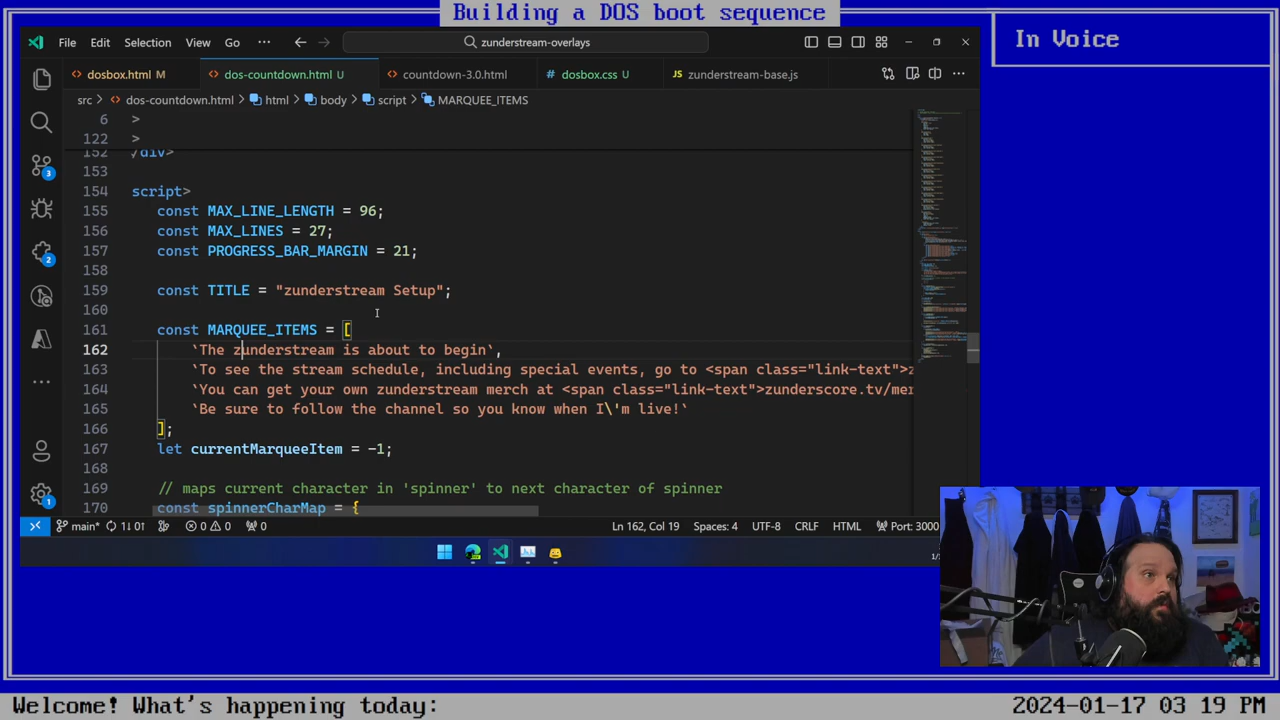 Building a DOS boot sequence
In Voice
File Edit Selection View Go ··· zunderstream-overlays
dosbox.html M dos-countdown.html U countdown-3.0.html dosbox.css U zunderstream-base.js
src > dos-countdown.html > html > body > script > MARQUEE_ITEMS
6 >
122 >
152 /div>
153
154 script>
155 const MAX_LINE_LENGTH = 96;
156 const MAX_LINES = 27;
157 const PROGRESS_BAR_MARGIN = 21;
158
159 const TITLE = "zunderstream Setup";
160
161 const MARQUEE_ITEMS = [
162 `The zunderstream is about to begin`,
163 `To see the stream schedule, including special events, go to <span class="link-text">z
164 `You can get your own zunderstream merch at <span class="link-text">zunderscore.tv/mer
165 `Be sure to follow the channel so you know when I\'m live!`
166 ];
167 let currentMarqueeItem = -1;
168
169 // maps current character in 'spinner' to next character of spinner
170 const spinnerCharMap = {
3
2
1
main* 1↓ 0↑ 0 0 0 Ln 162, Col 19 Spaces: 4 UTF-8 CRLF HTML Port: 3000
1/
Welcome! What's happening today: 2024-01-17 03 19 PM